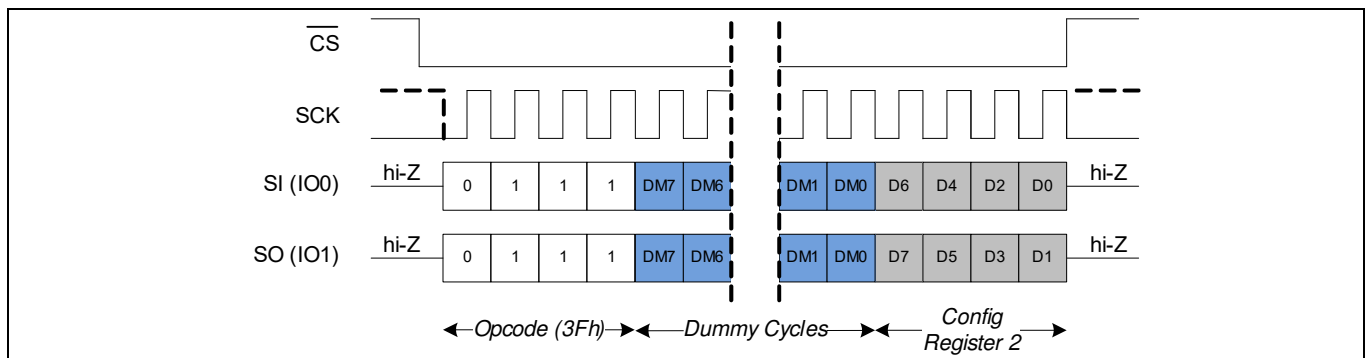 CS
SCK
SI (IO0) hi-Z 0 1 1 1 DM7 DM6 DM1 DM0 D6 D4 D2 D0 hi-Z
SO (IO1) hi-Z 0 1 1 1 DM7 DM6 DM1 DM0 D7 D5 D3 D1 hi-Z
Opcode (3Fh) Dummy Cycles Config
Register 2